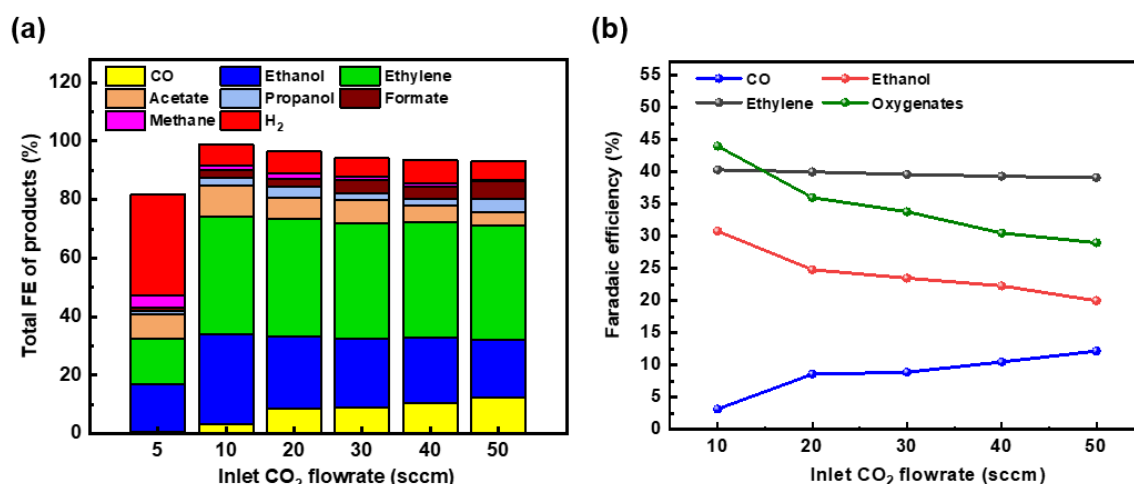 (a)
Total FE of products (%)
120
100
80
60
40
20
0
CO Ethanol Ethylene
Acetate Propanol Formate
Methane H₂
5 10 20 30 40 50
Inlet CO₂ flowrate (sccm)
(b)
Faradaic efficiency (%)
55
50
45
40
35
30
25
20
15
10
5
0
CO Ethanol
Ethylene Oxygenates
10 20 30 40 50
Inlet CO₂ flowrate (sccm)